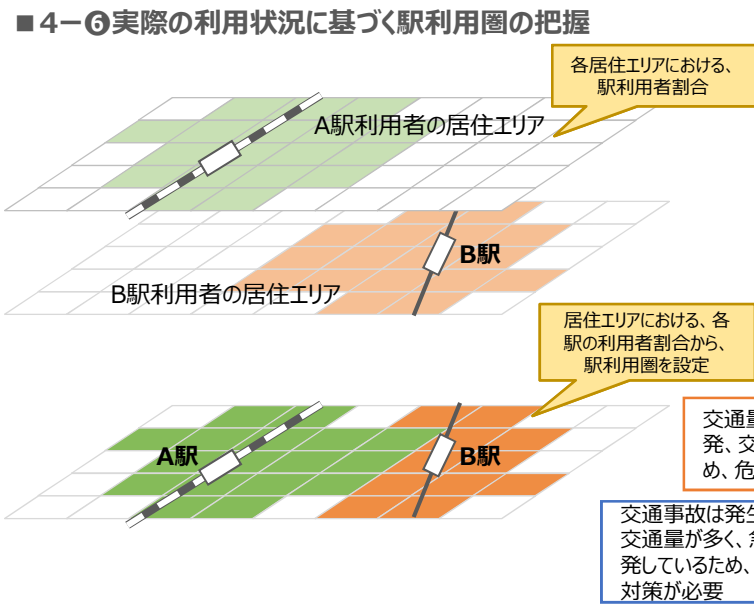 ■４ー❻実際の利用状況に基づく駅利用圏の把握
各居住エリアにおける、
駅利用者割合
A駅利用者の居住エリア
B駅
B駅利用者の居住エリア
居住エリアにおける、各
駅の利用者割合から、
駅利用圏を設定
A駅
B駅
交通量
発、交
め、危
交通事故は発生
交通量が多く、
発しているため、
対策が必要